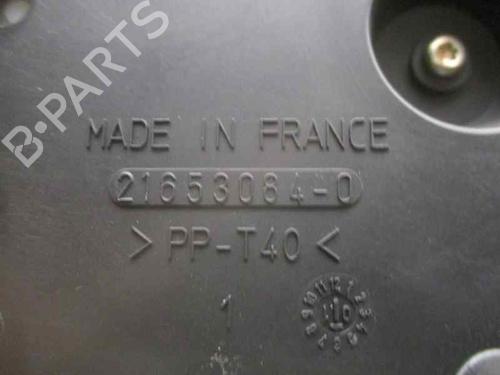 B-PARTS
MADE IN FRANCE
21653084-0
> PP-T40 <
1